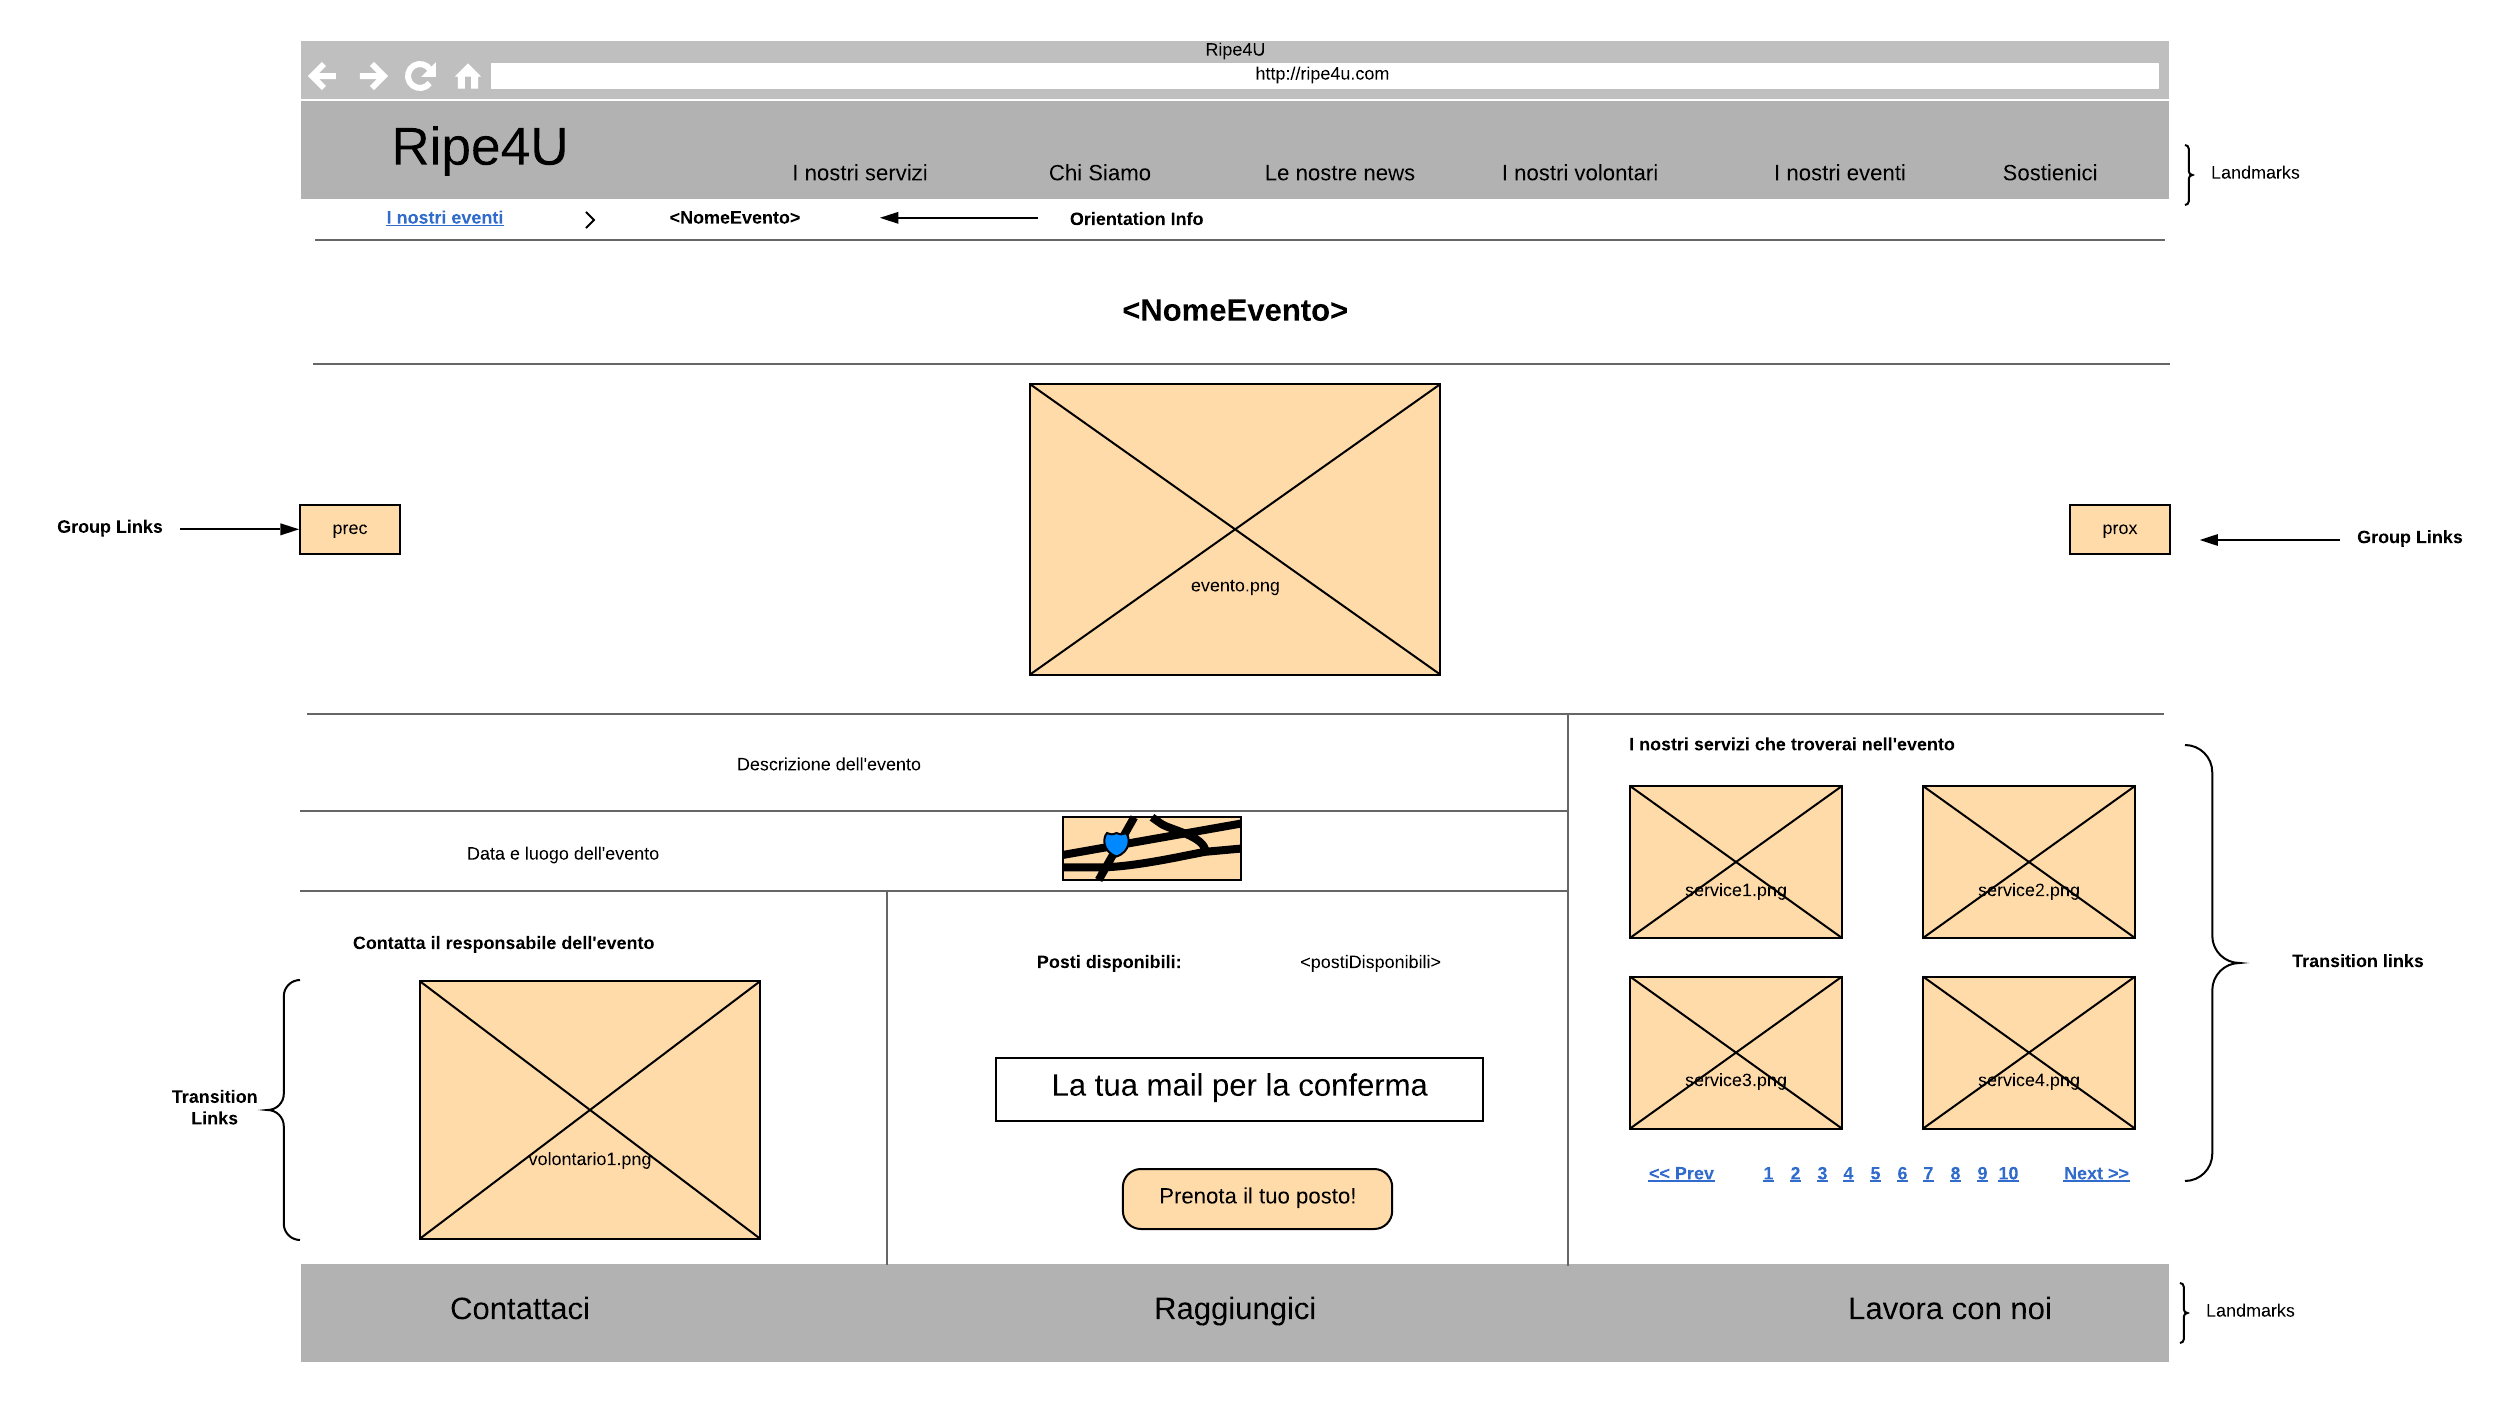 Ripe4U
http://ripe4u.com
Ripe4U
I nostri servizi
Chi Siamo
Le nostre news
I nostri volontari
I nostri eventi
Sostienici
Landmarks
I nostri eventi
<NomeEvento>
Orientation Info
<NomeEvento>
Group Links
prec
evento.png
prox
Group Links
Descrizione dell'evento
Data e luogo dell'evento
I nostri servizi che troverai nell'evento
service1.png
service2.png
service3.png
service4.png
<< Prev 1 2 3 4 5 6 7 8 9 10 Next >>
Transition links
Contatta il responsabile dell'evento
volontario1.png
Transition
Links
Posti disponibili: <postiDisponibili>
La tua mail per la conferma
Prenota il tuo posto!
Contattaci
Raggiungici
Lavora con noi
Landmarks